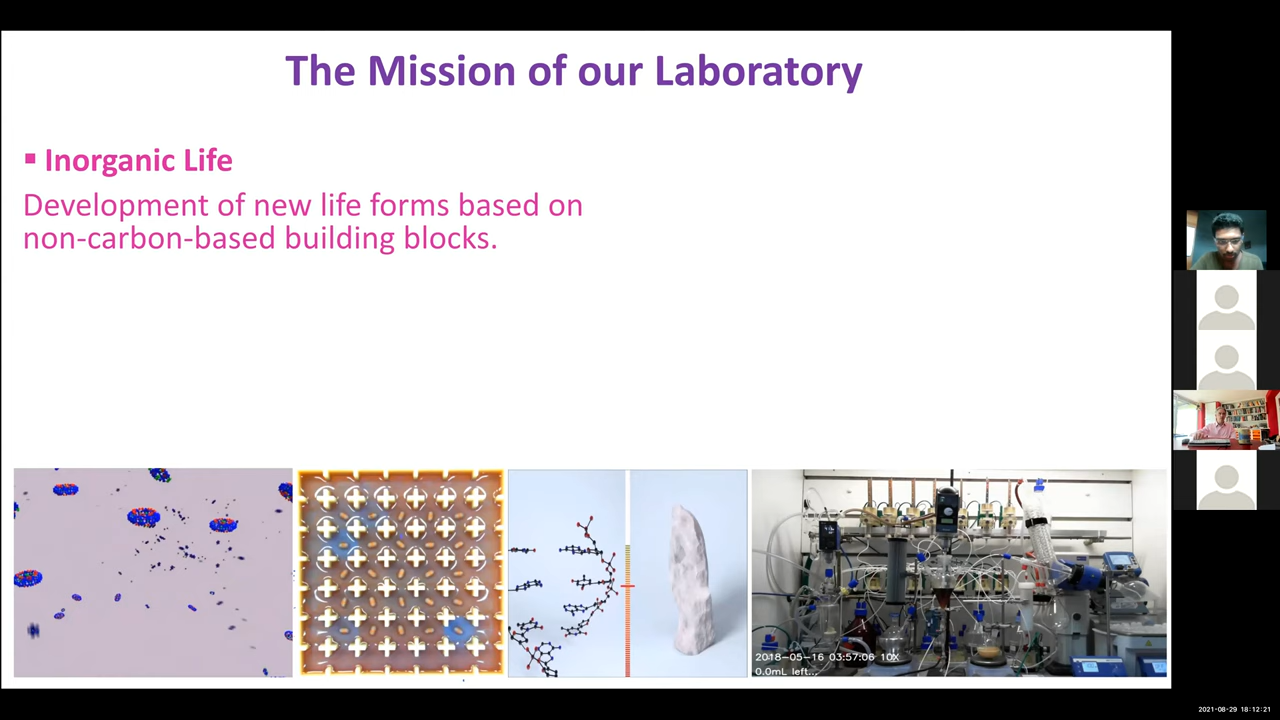 The Mission of our Laboratory
▪ Inorganic Life
Development of new life forms based on
non-carbon-based building blocks.
2018-05-16 03:57:06 10X
0.0mL left...
2021-08-29 18:12:21